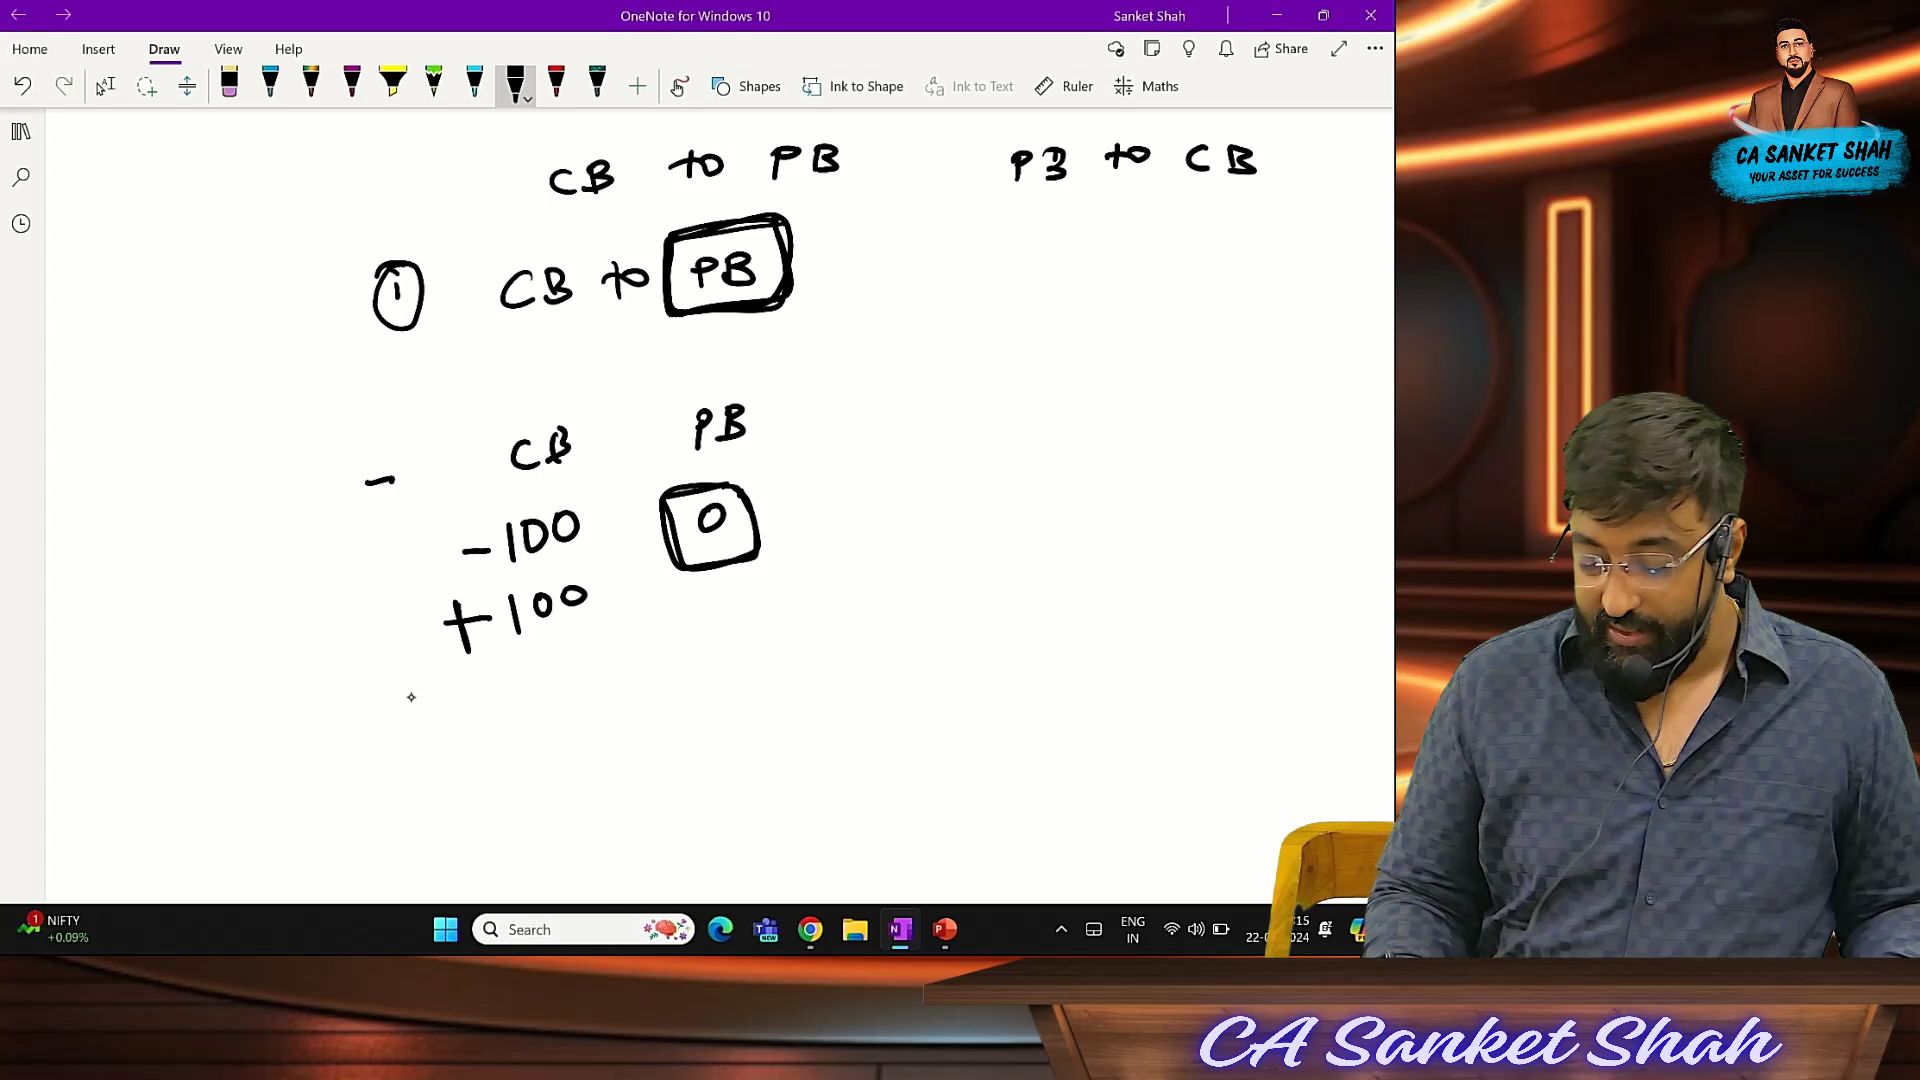 OneNote for Windows 10
Sanket Shah
Home Insert Draw View Help
Share
Shapes Ink to Shape Ink to Text Ruler Maths
CB to PB PB to CB
1 CB to PB
CB PB
- -100 0
+100
CA SANKET SHAH
YOUR ASSET FOR SUCCESS
1 NIFTY
+0.09%
Search
ENG
IN
CA Sanket Shah